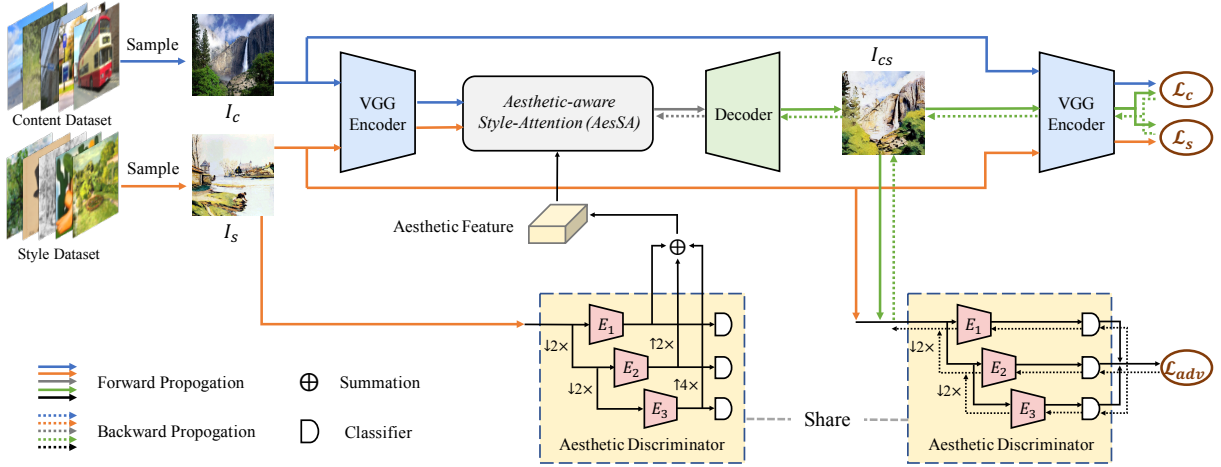 Sample
Content Dataset
I_c
VGG
Encoder
Aesthetic-aware
Style-Attention (AesSA)
Decoder
I_cs
VGG
Encoder
ℒ_c
ℒ_s
Sample
Style Dataset
I_s
Aesthetic Feature
⊕
E_1
E_2
E_3
↓2×
↓2×
↑2×
↑4×
Aesthetic Discriminator
Share
E_1
E_2
E_3
↓2×
↓2×
ℒ_adv
Aesthetic Discriminator
Forward Propogation
Backward Propogation
⊕ Summation
Classifier